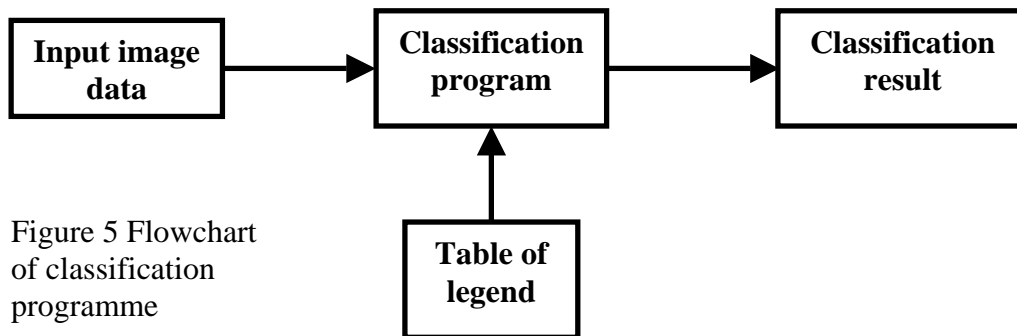 Input image
data
Classification
program
Classification
result
Table of
legend
Figure 5 Flowchart
of classification
programme